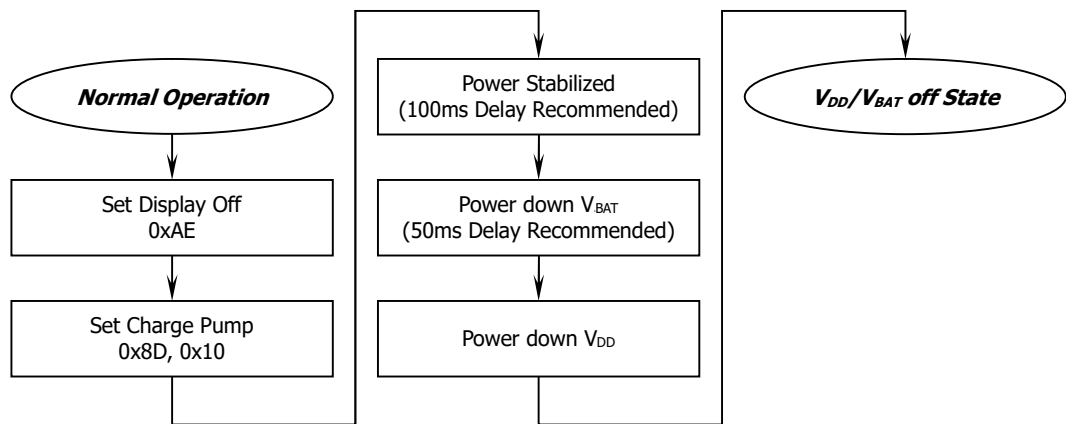 Normal Operation
Set Display Off
0xAE
Set Charge Pump
0x8D, 0x10
Power Stabilized
(100ms Delay Recommended)
Power down VBAT
(50ms Delay Recommended)
Power down VDD
VDD/VBAT off State